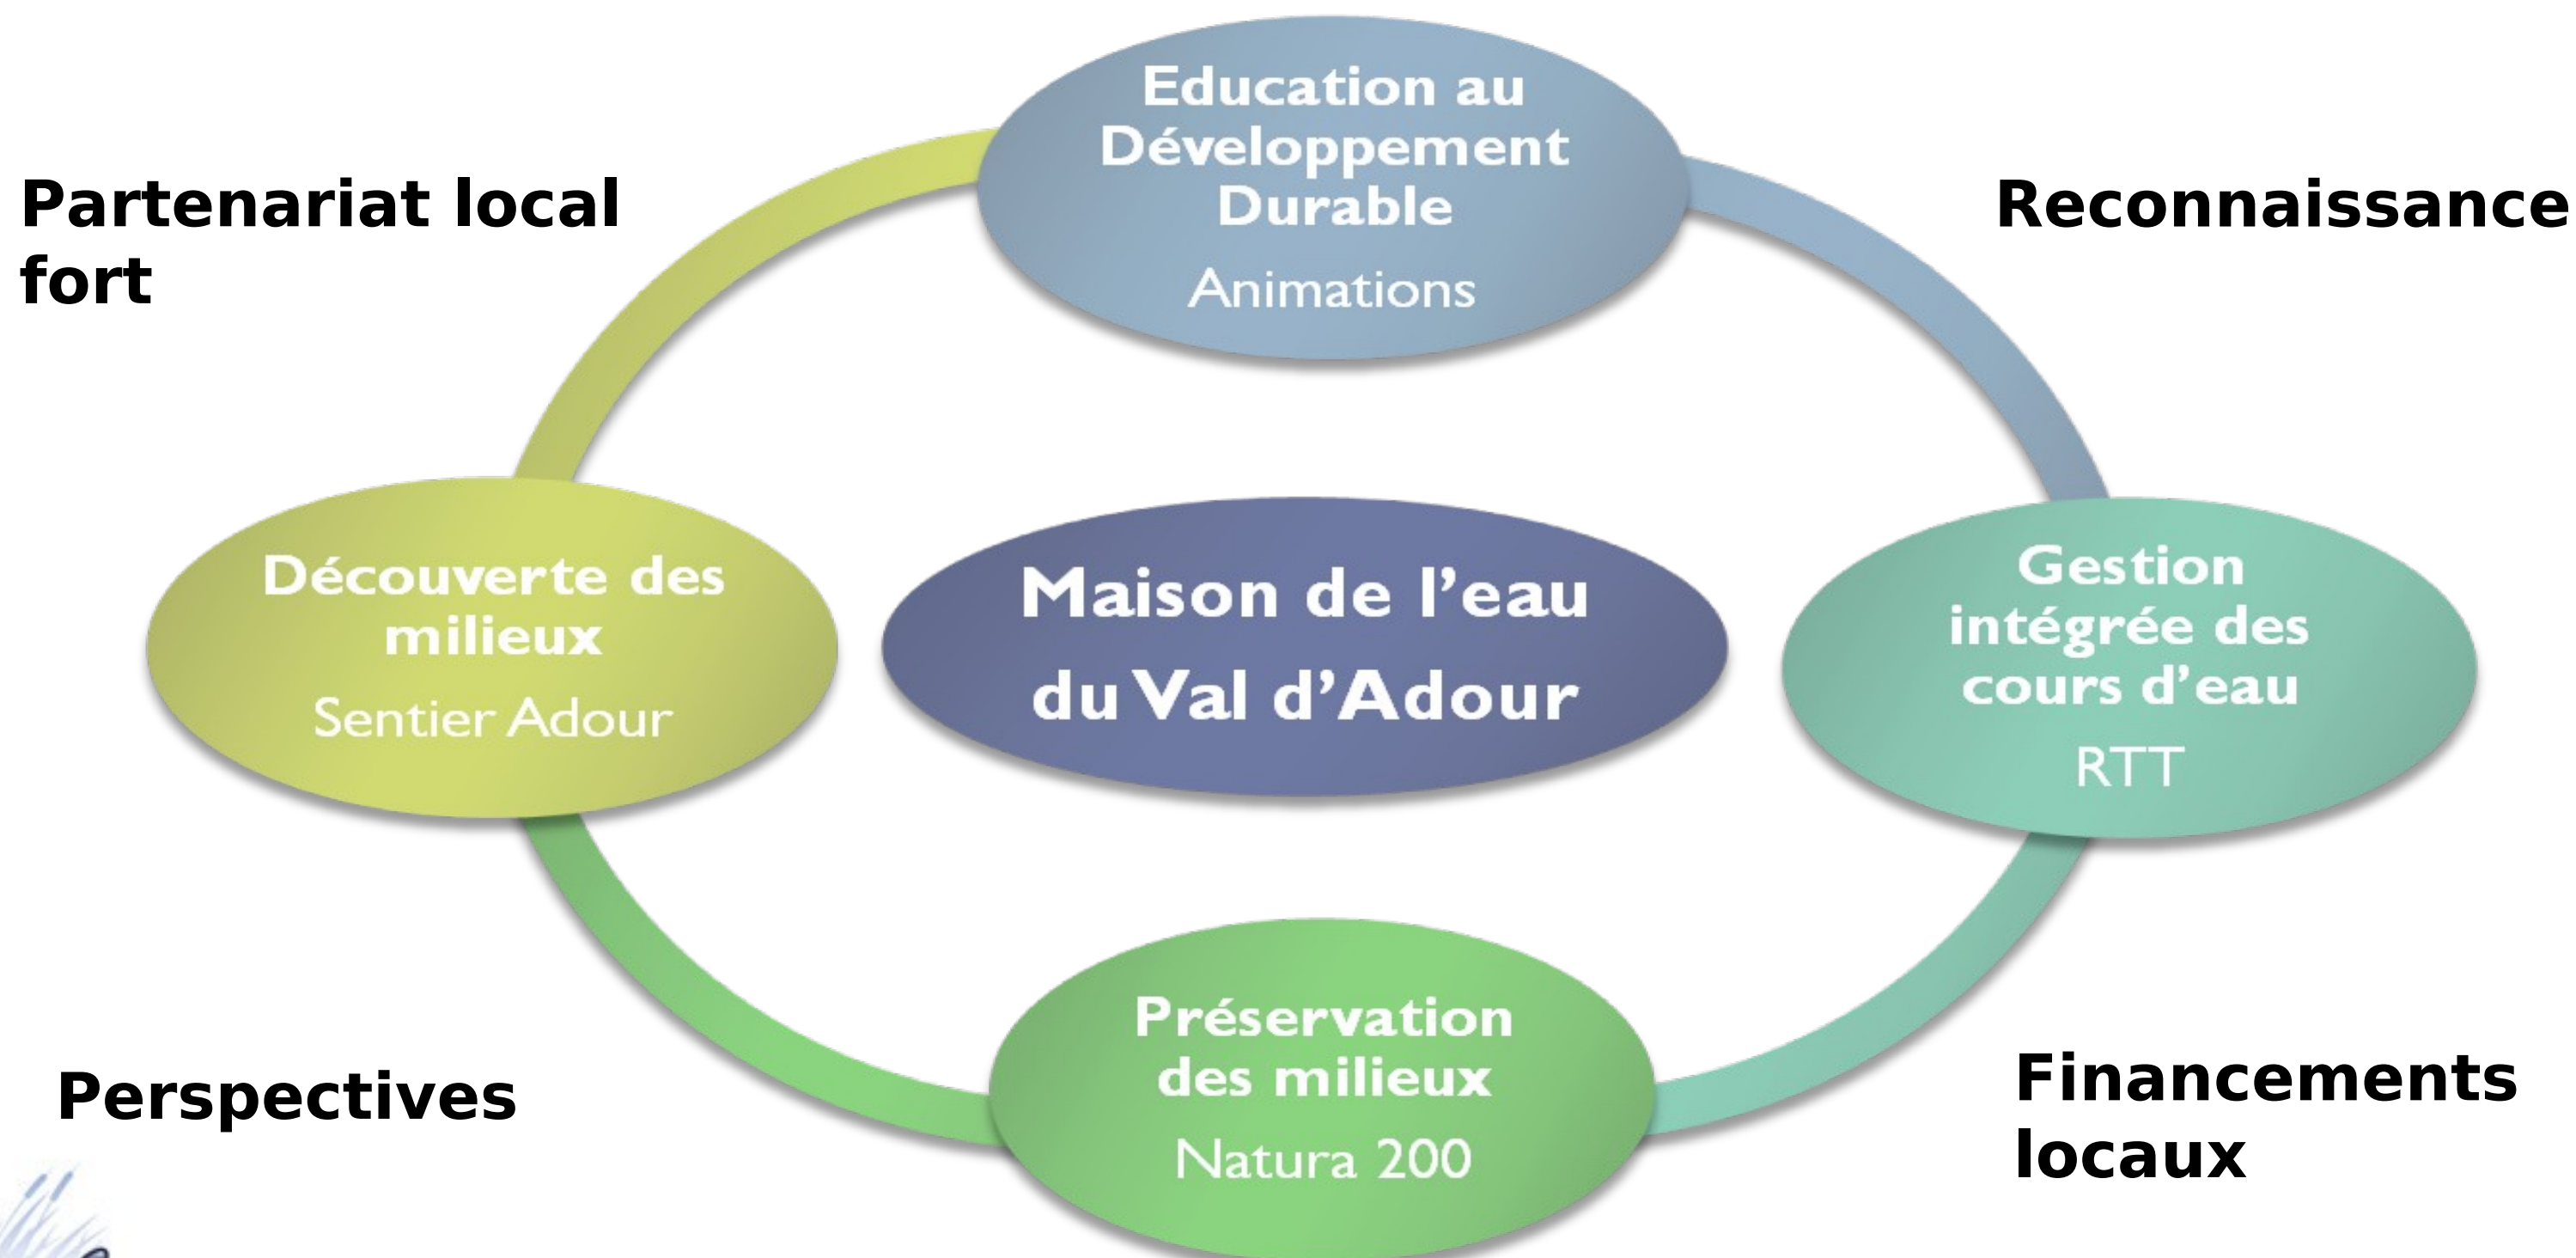 Education au
Développement
Durable
Animations
Partenariat local
fort
Reconnaissance
Découverte des
milieux
Sentier Adour
Maison de l’eau
du Val d’Adour
Gestion
intégrée des
cours d’eau
RTT
Préservation
des milieux
Natura 200
Perspectives
Financements
locaux